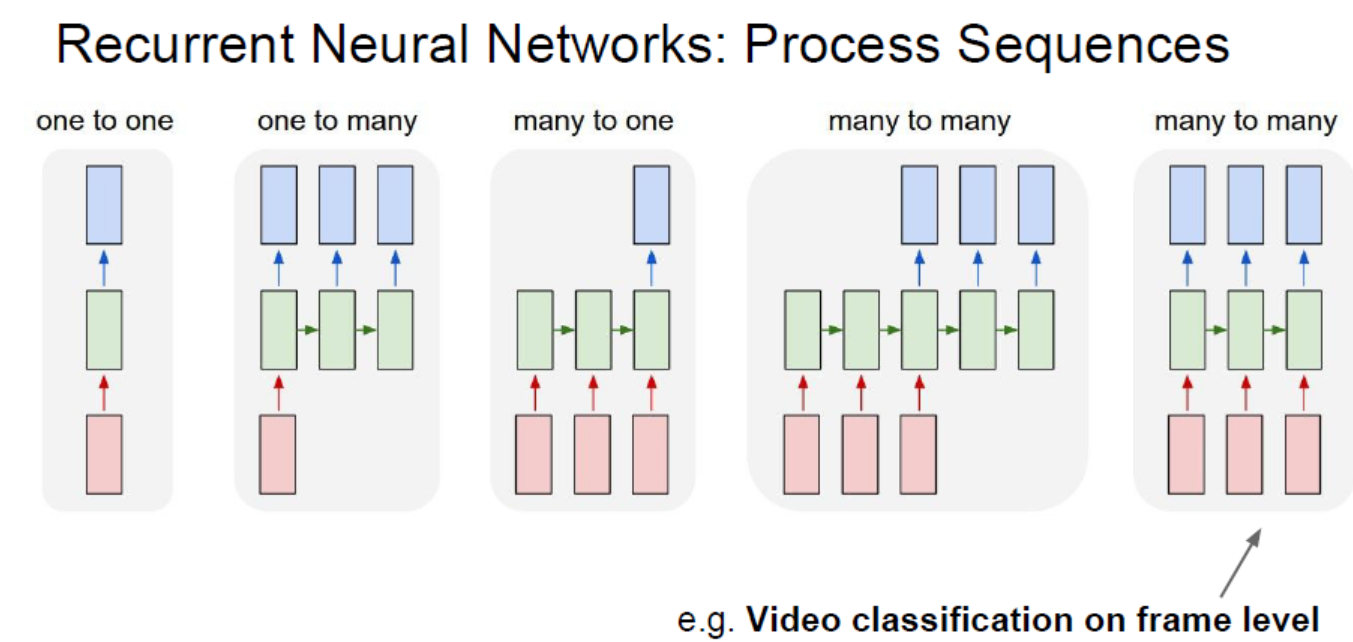 Recurrent Neural Networks: Process Sequences
one to one
one to many
many to one
many to many
many to many
e.g. Video classification on frame level